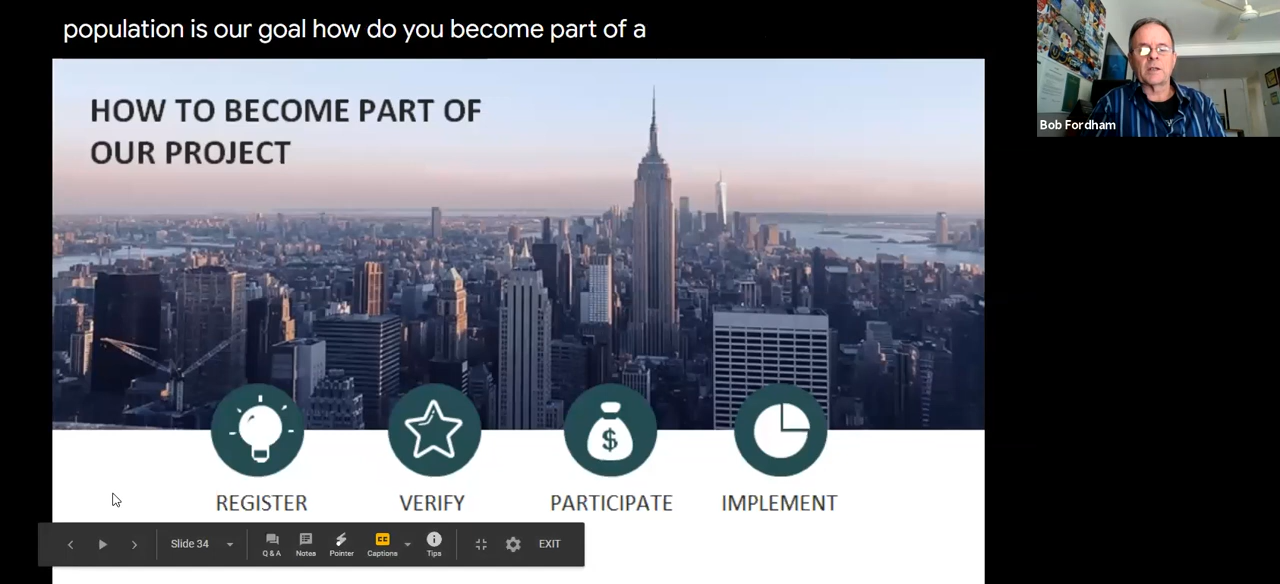 population is our goal how do you become part of a
HOW TO BECOME PART OF
OUR PROJECT
Bob Fordham
$
REGISTER
VERIFY
PARTICIPATE
IMPLEMENT
Slide 34
Q & A
Notes
Pointer
CC
Captions
Tips
EXIT